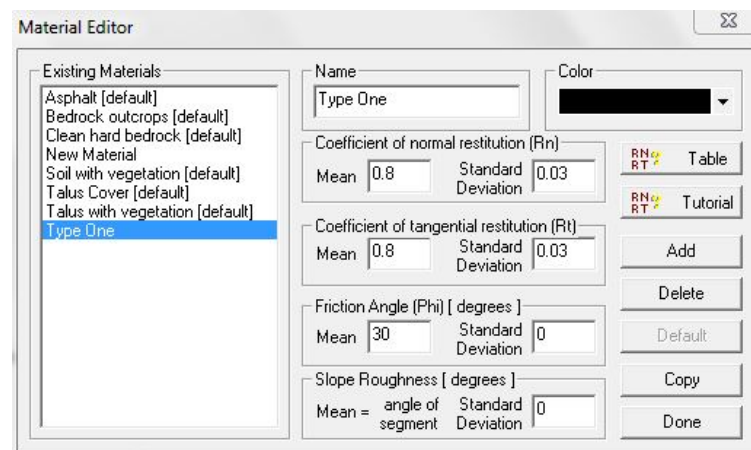 Material Editor
Existing Materials
Asphalt [default]
Bedrock outcrops [default]
Clean hard bedrock [default]
New Material
Soil with vegetation [default]
Talus Cover [default]
Talus with vegetation [default]
Type One
Name
Type One
Color
Coefficient of normal restitution (Rn)
Mean 0.8 Standard Deviation 0.03
Coefficient of tangential restitution (Rt)
Mean 0.8 Standard Deviation 0.03
Friction Angle (Phi) [ degrees ]
Mean 30 Standard Deviation 0
Slope Roughness [ degrees ]
Mean = angle of segment Standard Deviation 0
RN RT ? Table
RN RT ? Tutorial
Add
Delete
Default
Copy
Done